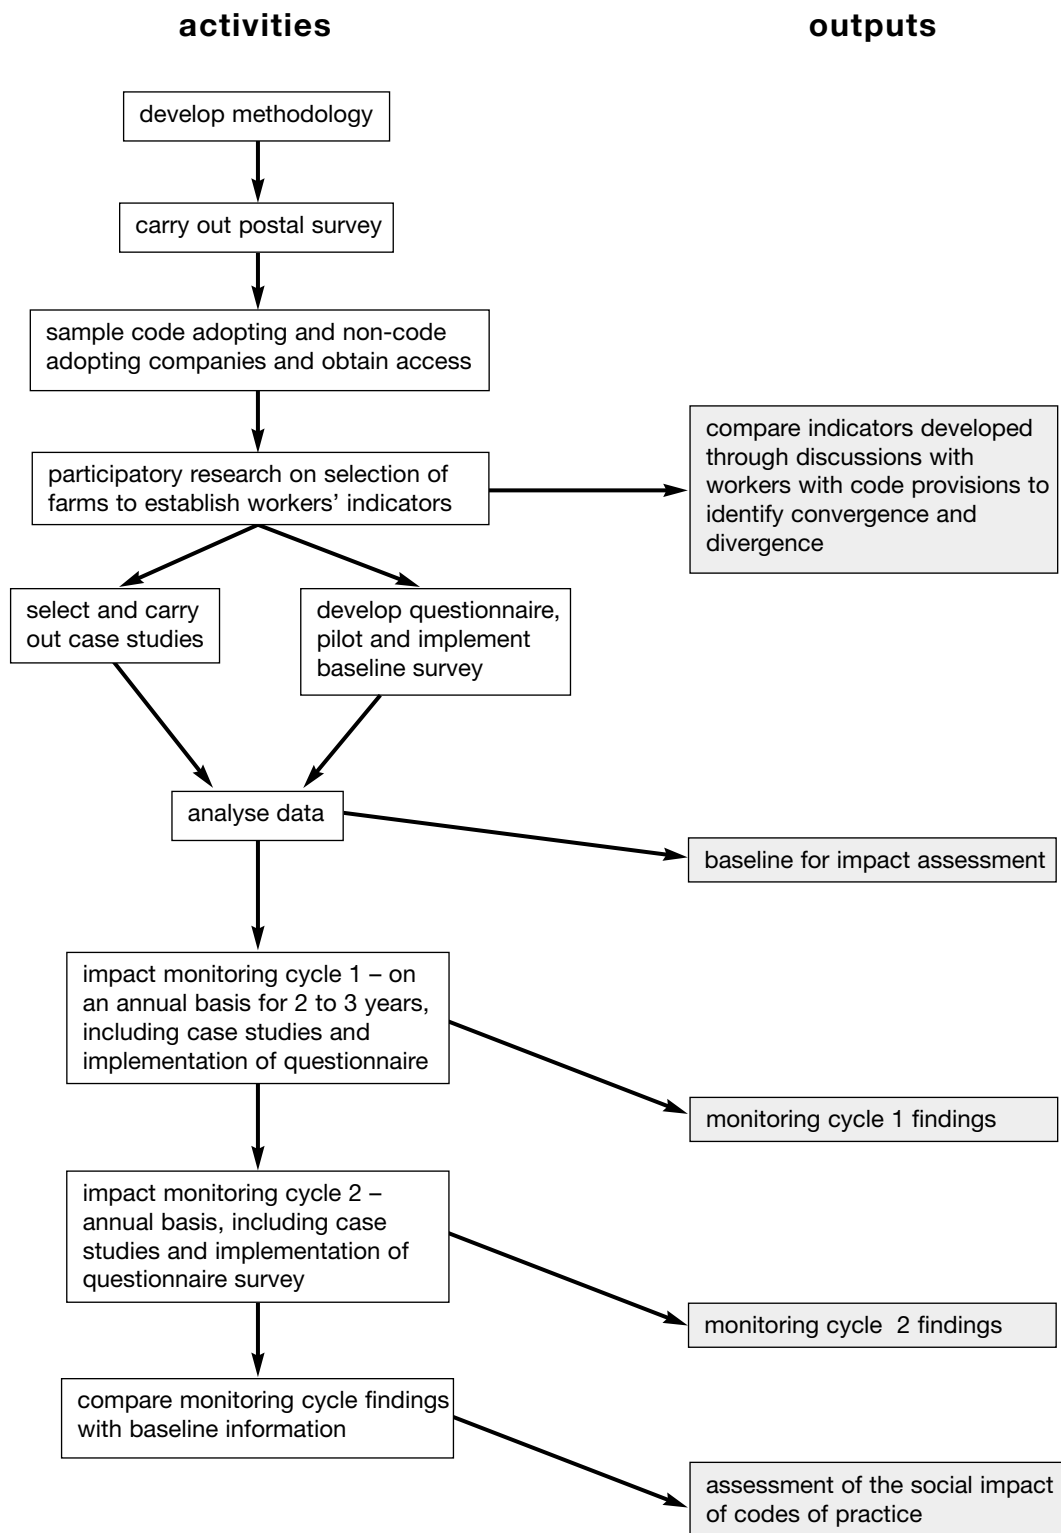 activities
outputs
develop methodology
carry out postal survey
sample code adopting and non-code
adopting companies and obtain access
participatory research on selection of
farms to establish workers’ indicators
compare indicators developed
through discussions with
workers with code provisions to
identify convergence and
divergence
select and carry
out case studies
develop questionnaire,
pilot and implement
baseline survey
analyse data
baseline for impact assessment
impact monitoring cycle 1 – on
an annual basis for 2 to 3 years,
including case studies and
implementation of questionnaire
monitoring cycle 1 findings
impact monitoring cycle 2 –
annual basis, including case
studies and implementation of
questionnaire survey
monitoring cycle 2 findings
compare monitoring cycle findings
with baseline information
assessment of the social impact
of codes of practice